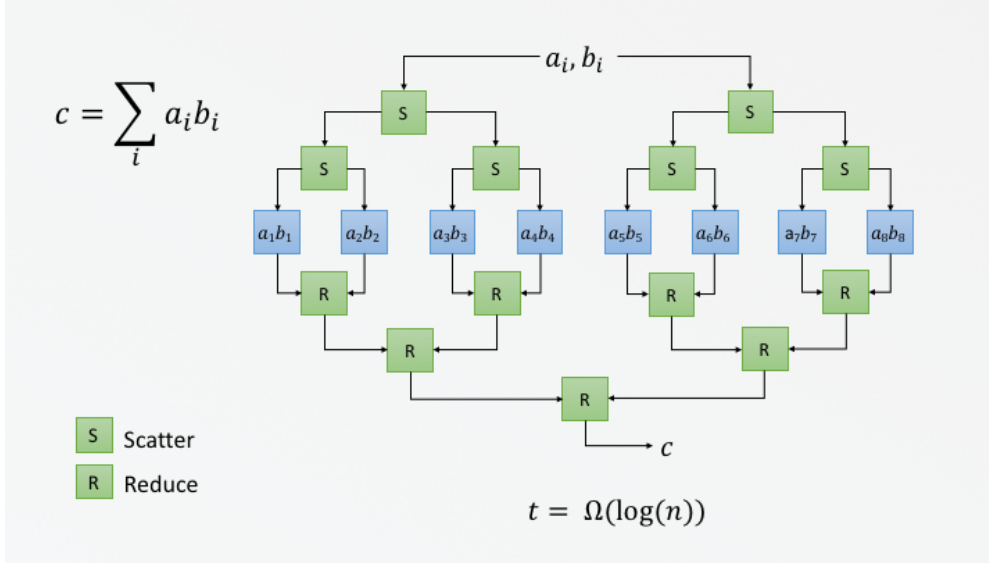 aᵢ, bᵢ
c = ∑ᵢ aᵢbᵢ
S S
S S S S
a₁b₁ a₂b₂ a₃b₃ a₄b₄ a₅b₅ a₆b₆ a₇b₇ a₈b₈
R R R R
R R
R
c
S Scatter
R Reduce
t = Ω(log(n))